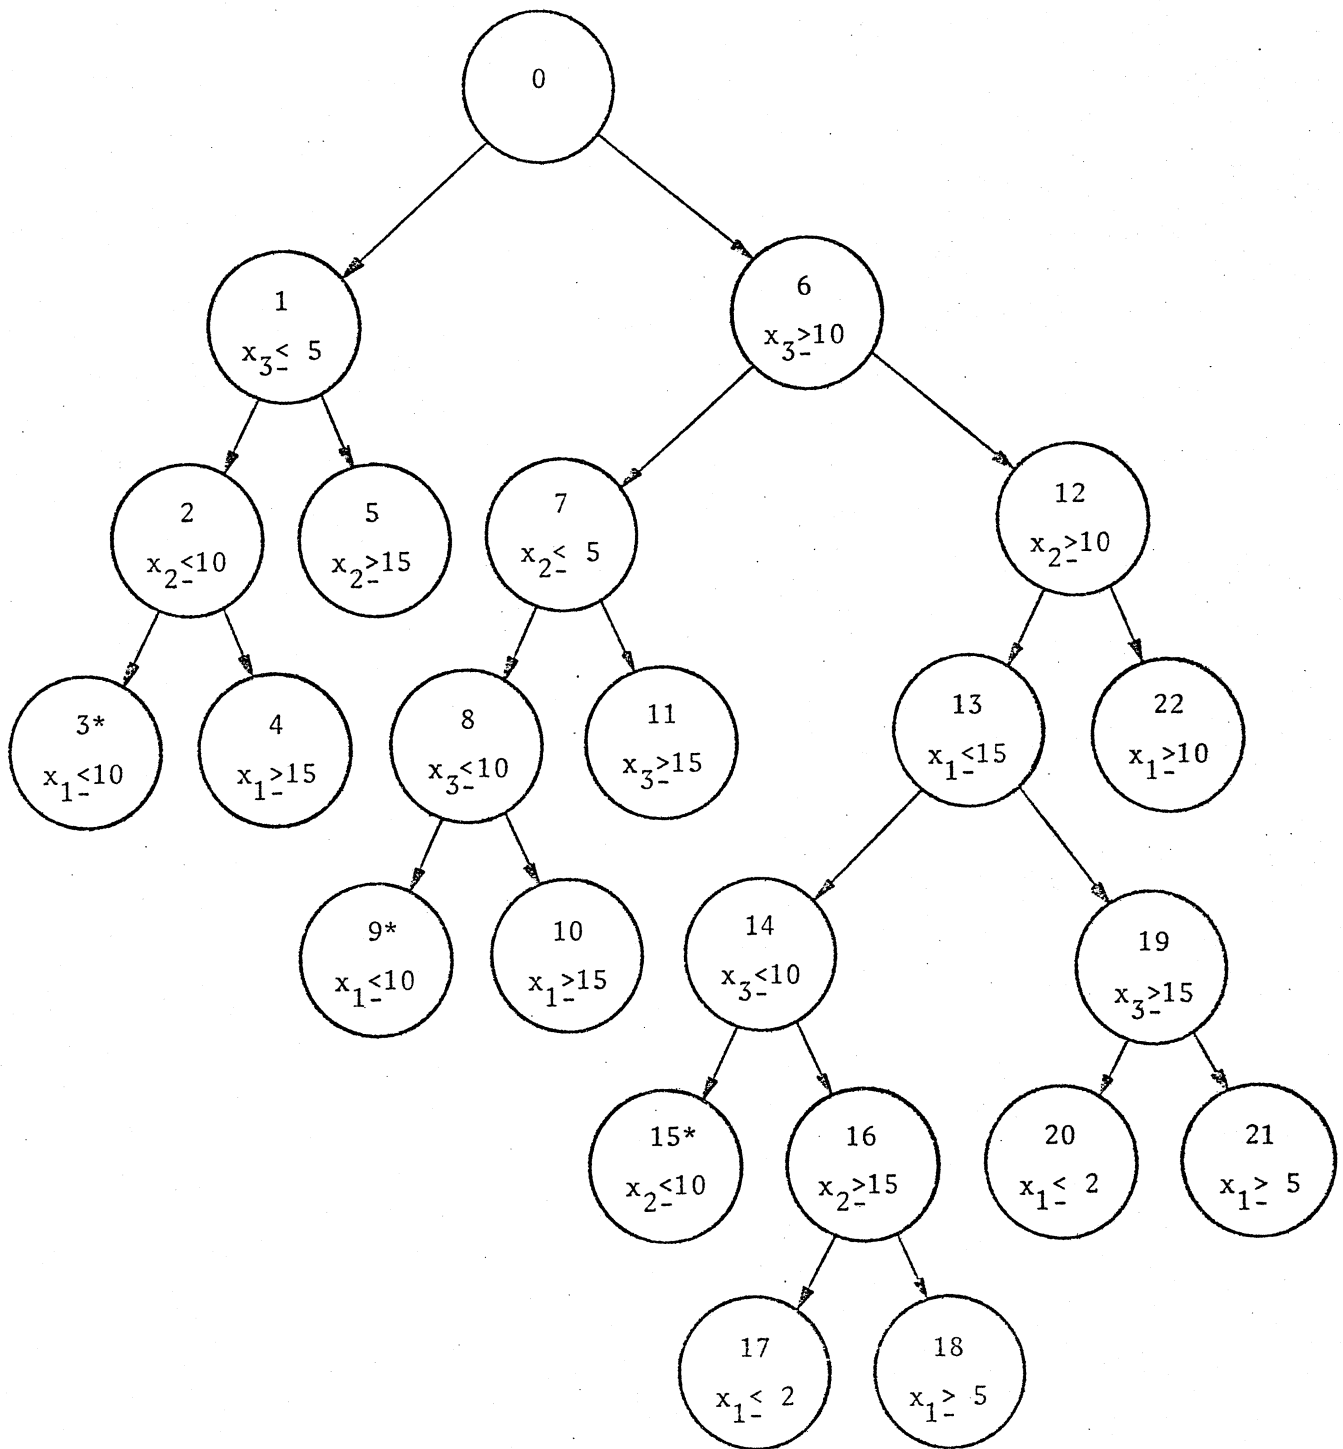 0
1
x₃≤ 5
6
x₃≥10
2
x₂≤10
5
x₂≥15
7
x₂≤ 5
12
x₂≥10
3*
x₁≤10
4
x₁≥15
8
x₃≤10
11
x₃≥15
13
x₁≤15
22
x₁≥10
9*
x₁≤10
10
x₁≥15
14
x₃≤10
19
x₃≥15
15*
x₂≤10
16
x₂≥15
20
x₁≤ 2
21
x₁≥ 5
17
x₁≤ 2
18
x₁≥ 5